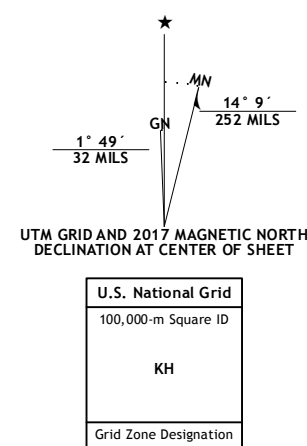 MN
GN
14° 9´
252 MILS
1° 49´
32 MILS
UTM GRID AND 2017 MAGNETIC NORTH
DECLINATION AT CENTER OF SHEET
U.S. National Grid
100,000-m Square ID
KH
Grid Zone Designation